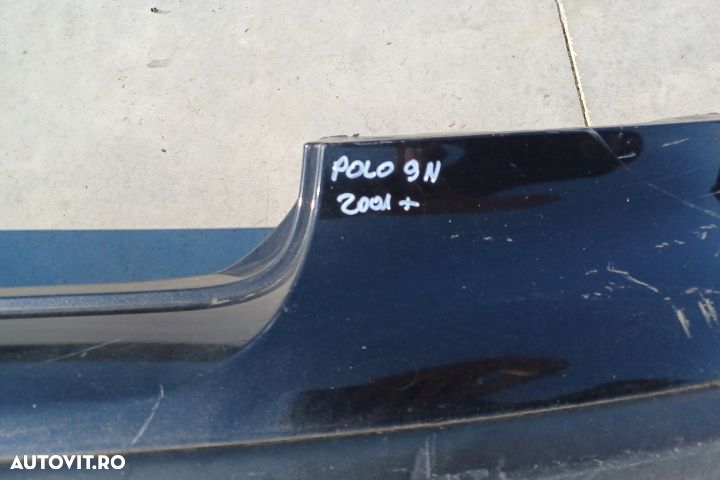 POLO 9N
2001 +
AUTOVIT.RO